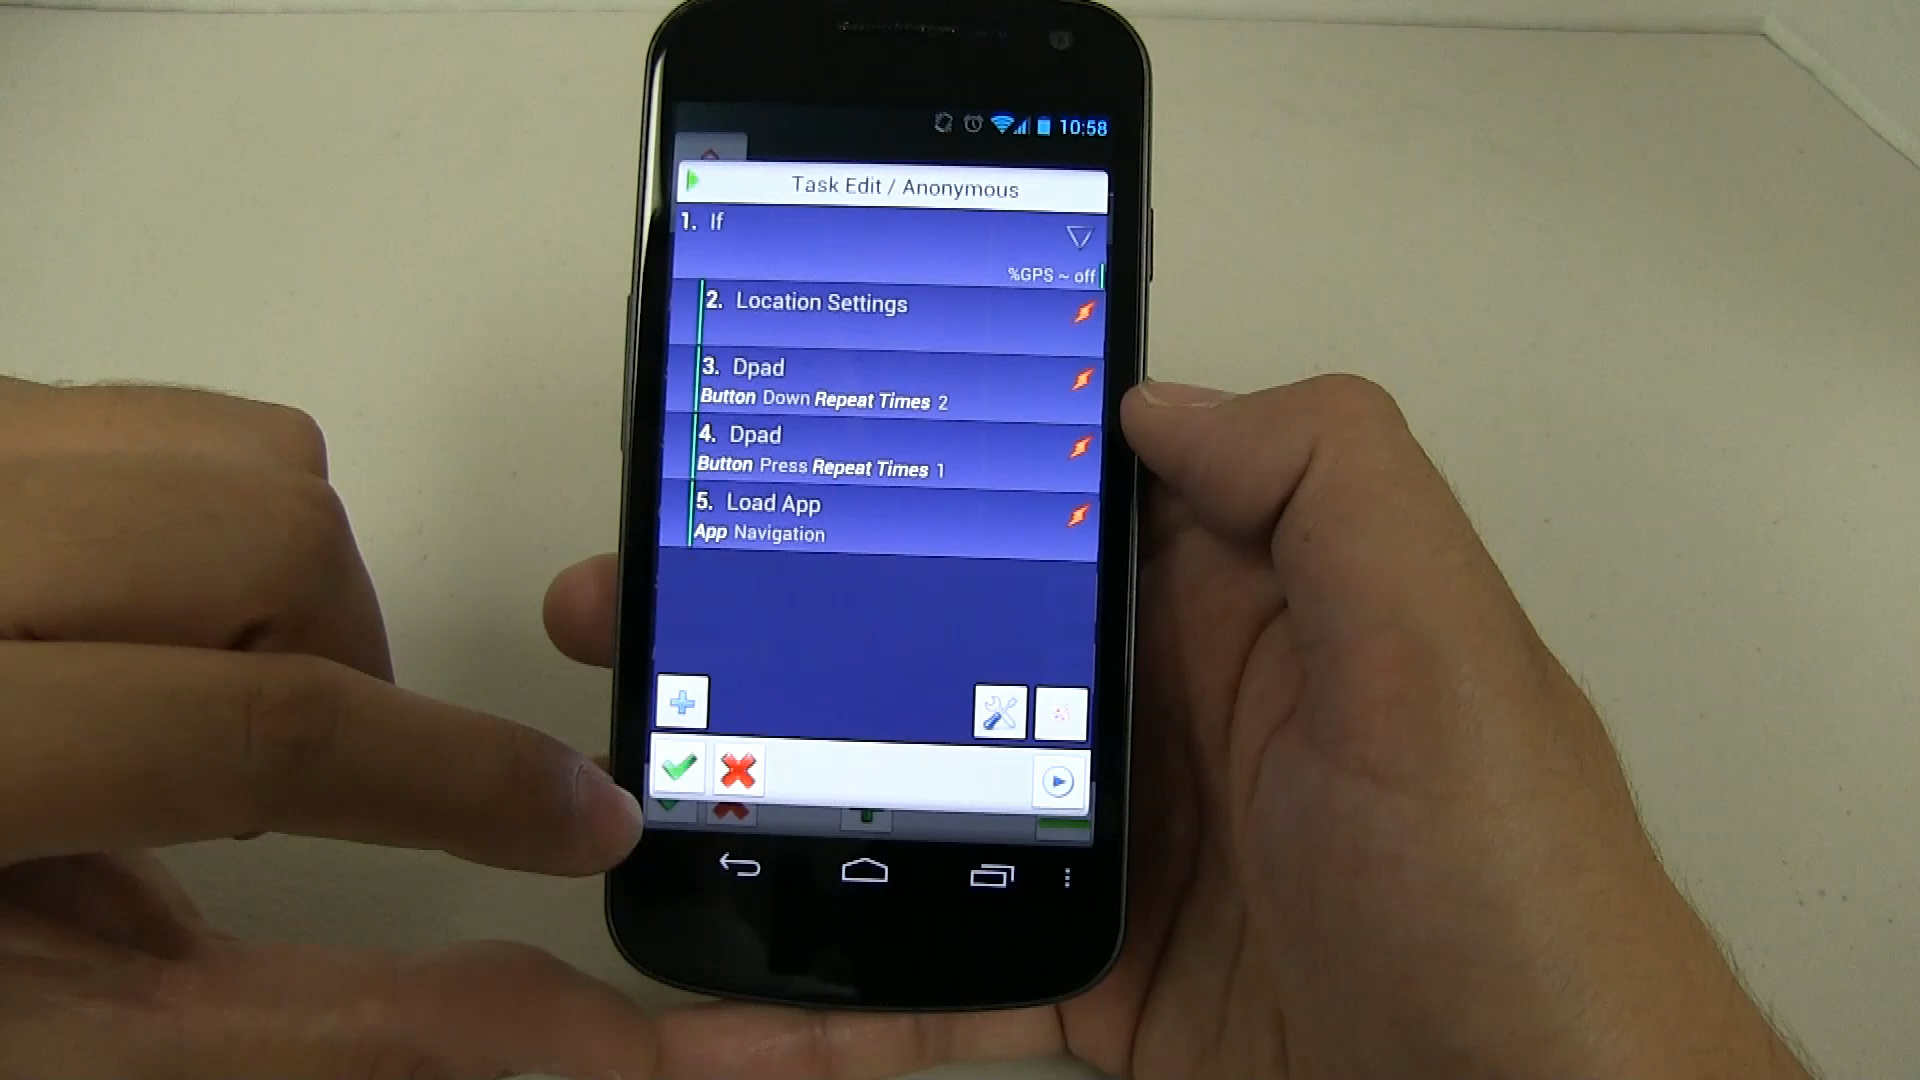 10:58
Task Edit / Anonymous
1. If
%GPS ~ off
2. Location Settings
3. Dpad
Button Down Repeat Times 2
4. Dpad
Button Press Repeat Times 1
5. Load App
App Navigation